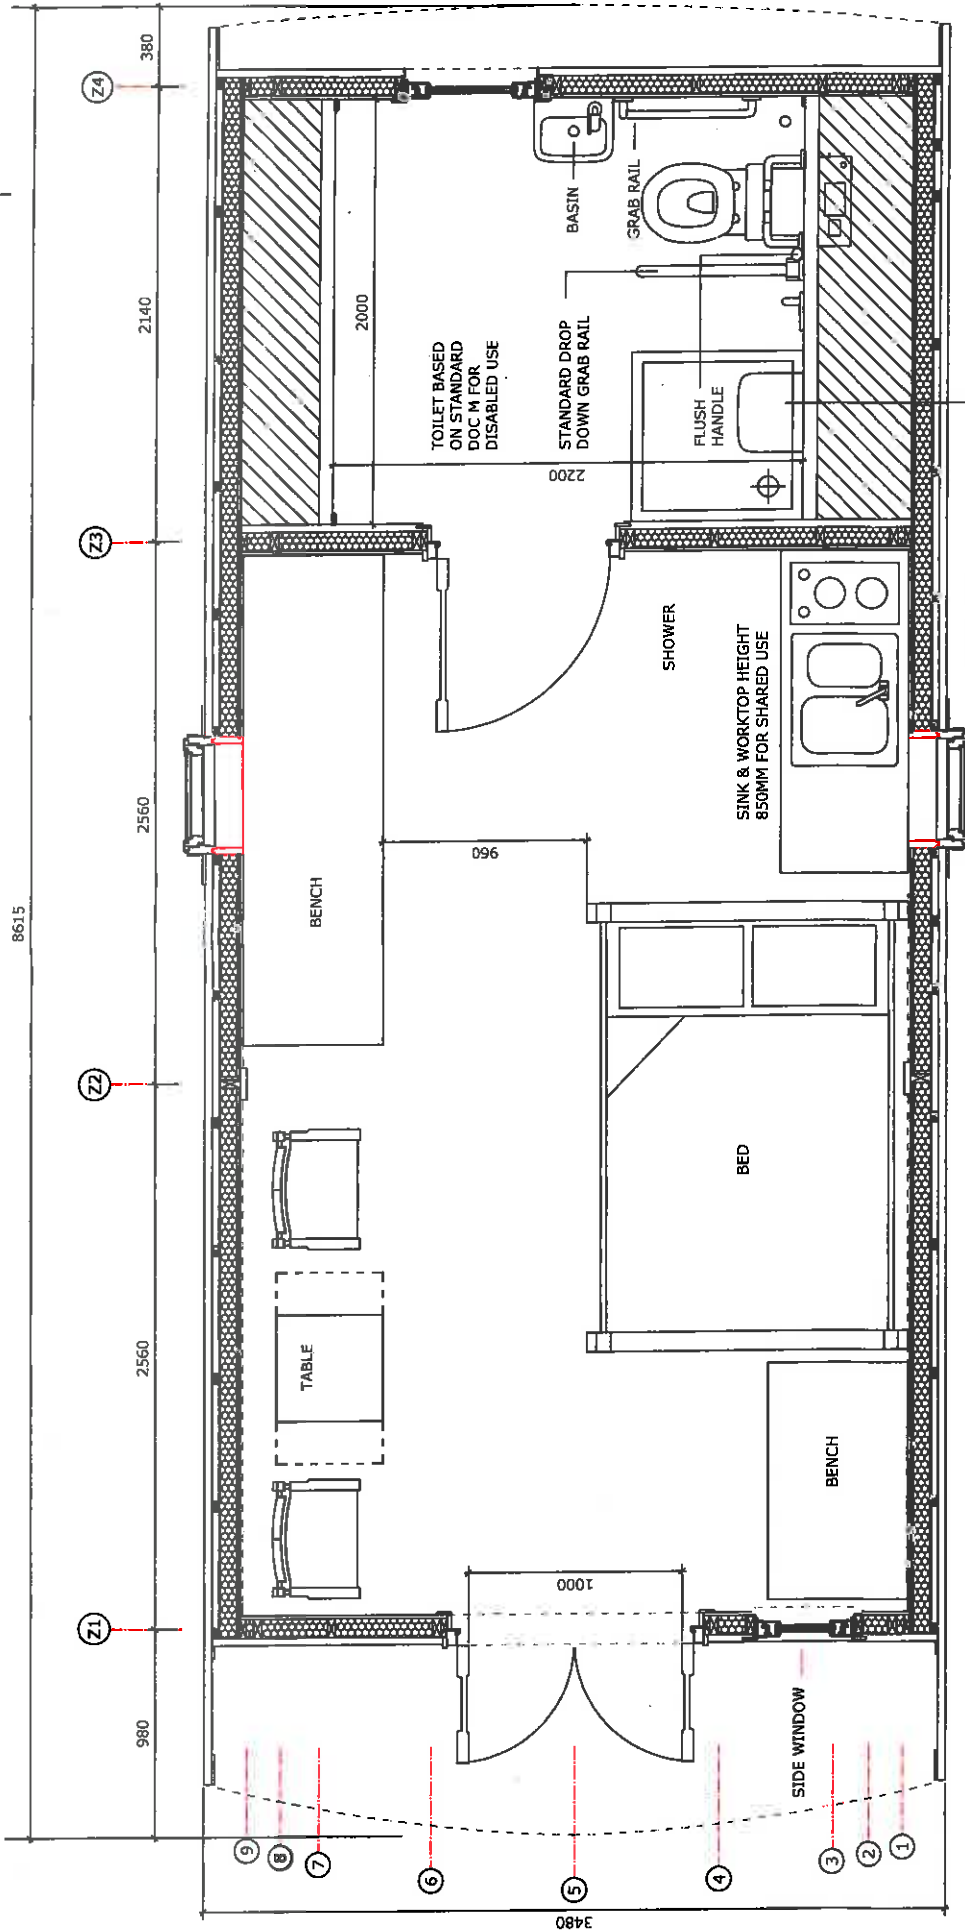 8615
980
2560
2560
2140
380
Z1
Z2
Z3
Z4
9
8
7
6
5
4
3
2
1
3480
1000
960
2000
2200
TABLE
BENCH
BENCH
BED
SIDE WINDOW
SHOWER
SINK & WORKTOP HEIGHT
850MM FOR SHARED USE
TOILET BASED
ON STANDARD
DOC M FOR
DISABLED USE
STANDARD DROP
DOWN GRAB RAIL
FLUSH
HANDLE
BASIN
GRAB RAIL